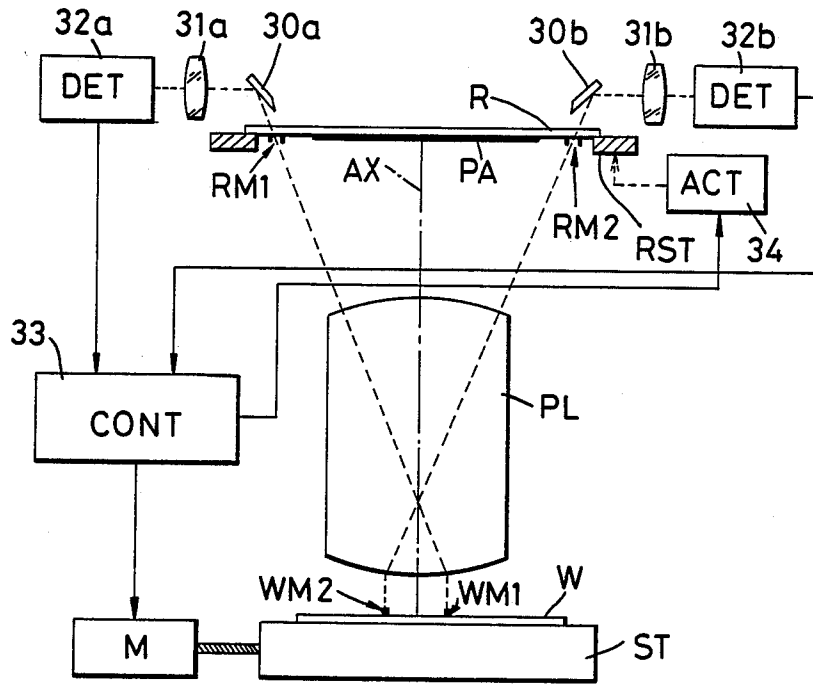 32a
31a
30a
30b
31b
32b
DET
DET
R
RM1
AX
PA
RM2
RST
ACT
34
33
CONT
PL
WM2
WM1
W
M
ST